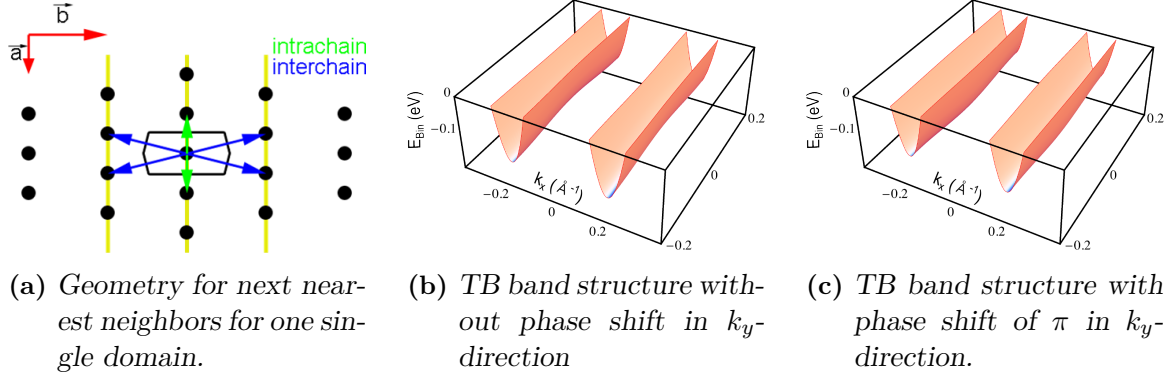 b
a
intrachain
interchain
E_Bin (eV)
0
−0.1
−0.2
0
0.2
k_x (Å⁻¹)
0.2
0
−0.2
E_Bin (eV)
0
−0.1
−0.2
0
0.2
k_x (Å⁻¹)
0.2
0
−0.2
(a) Geometry for next near-
est neighbors for one sin-
gle domain.
(b) TB band structure with-
out phase shift in k_y-
direction
(c) TB band structure with
phase shift of π in k_y-
direction.